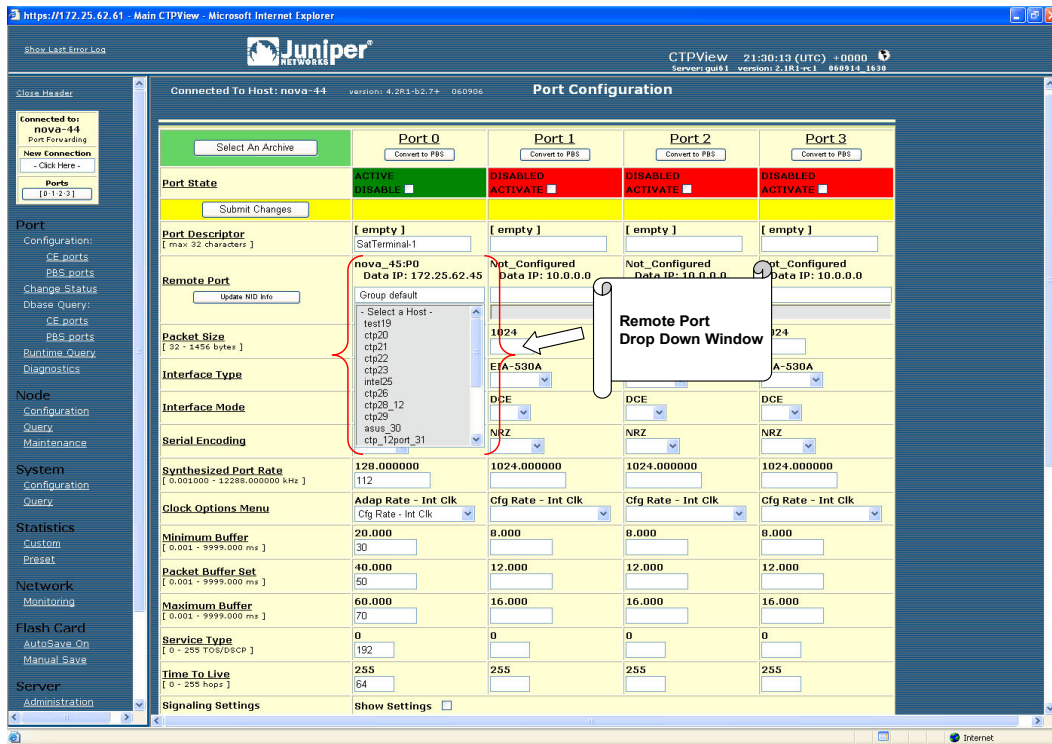 https://172.25.62.61 - Main CTPView - Microsoft Internet Explorer
Show Last Error Log
Juniper®
NETWORKS
CTPView 21:30:13 (UTC) +0000
Server: gui61 version: 2.1R1-rc1 060914_1630
Close Header
Connected to:
nova-44
Port Forwarding
New Connection
- Click Here -
Ports
[0-1-2-3]
Port
Configuration:
CE ports
PBS ports
Change Status
Dbase Query:
CE ports
PBS ports
Runtime Query
Diagnostics
Node
Configuration
Query
Maintenance
System
Configuration
Query
Statistics
Custom
Preset
Network
Monitoring
Flash Card
AutoSave On
Manual Save
Server
Administration
Connected To Host: nova-44 version: 4.2R1-b2.7+ 060906 Port Configuration
Select An Archive
Port 0 Port 1 Port 2 Port 3
Convert to PBS Convert to PBS Convert to PBS Convert to PBS
Port State
ACTIVE DISABLED DISABLED DISABLED
DISABLE ACTIVATE ACTIVATE ACTIVATE
Submit Changes
Port Descriptor
[ max 32 characters ]
[ empty ] [ empty ] [ empty ] [ empty ]
SatTerminal-1
Remote Port
Update NID Info
nova_45:P0 Not_Configured Not_Configured Not_Configured
Data IP: 172.25.62.45 Data IP: 10.0.0.0 Data IP: 10.0.0.0 Data IP: 10.0.0.0
Group default
- Select a Host -
test19
ctp20
ctp21
ctp22
ctp23
intel25
ctp26
ctp28_12
ctp29
asus_30
ctp_12port_31
Remote Port
Drop Down Window
Packet Size
[ 32 - 1456 bytes ]
1024 024
Interface Type
EIA-530A A-530A
Interface Mode
DCE DCE DCE
Serial Encoding
NRZ NRZ NRZ
Synthesized Port Rate
[ 0.001000 - 12288.000000 kHz ]
128.000000 1024.000000 1024.000000 1024.000000
112
Clock Options Menu
Adap Rate - Int Clk Cfg Rate - Int Clk Cfg Rate - Int Clk Cfg Rate - Int Clk
Cfg Rate - Int Clk
Minimum Buffer
[ 0.001 - 9999.000 ms ]
20.000 8.000 8.000 8.000
30
Packet Buffer Set
[ 0.001 - 9999.000 ms ]
40.000 12.000 12.000 12.000
50
Maximum Buffer
[ 0.001 - 9999.000 ms ]
60.000 16.000 16.000 16.000
70
Service Type
[ 0 - 255 TOS/DSCP ]
0 0 0 0
192
Time To Live
[ 0 - 255 hops ]
255 255 255 255
64
Signaling Settings Show Settings
Internet